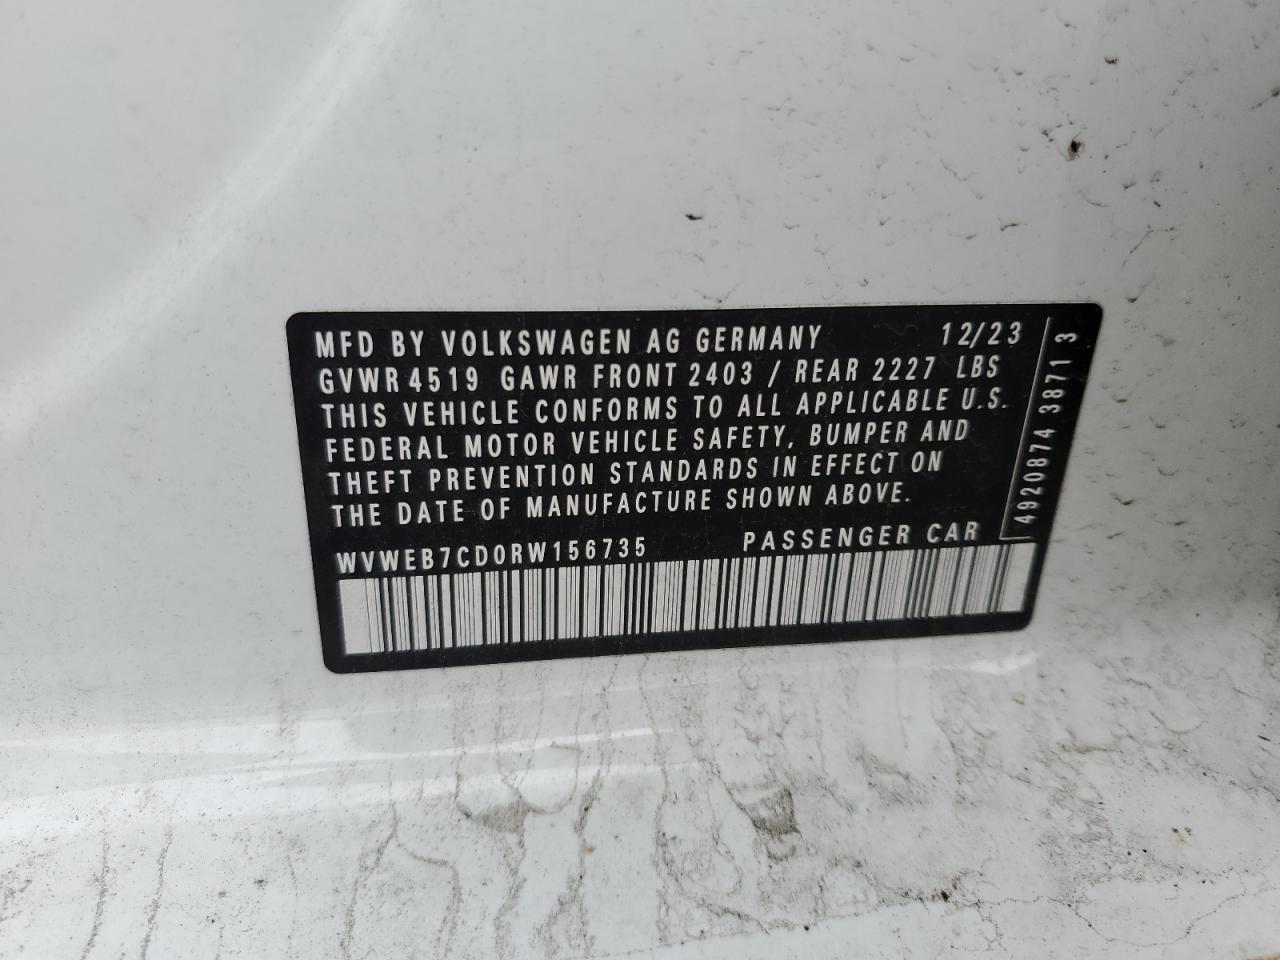 MFD BY VOLKSWAGEN AG GERMANY 12/23
GVWR 4519 GAWR FRONT 2403 / REAR 2227 LBS
THIS VEHICLE CONFORMS TO ALL APPLICABLE U.S.
FEDERAL MOTOR VEHICLE SAFETY, BUMPER AND
THEFT PREVENTION STANDARDS IN EFFECT ON
THE DATE OF MANUFACTURE SHOWN ABOVE.
WVWEB7CD0RW156735 PASSENGER CAR
4920874 38713